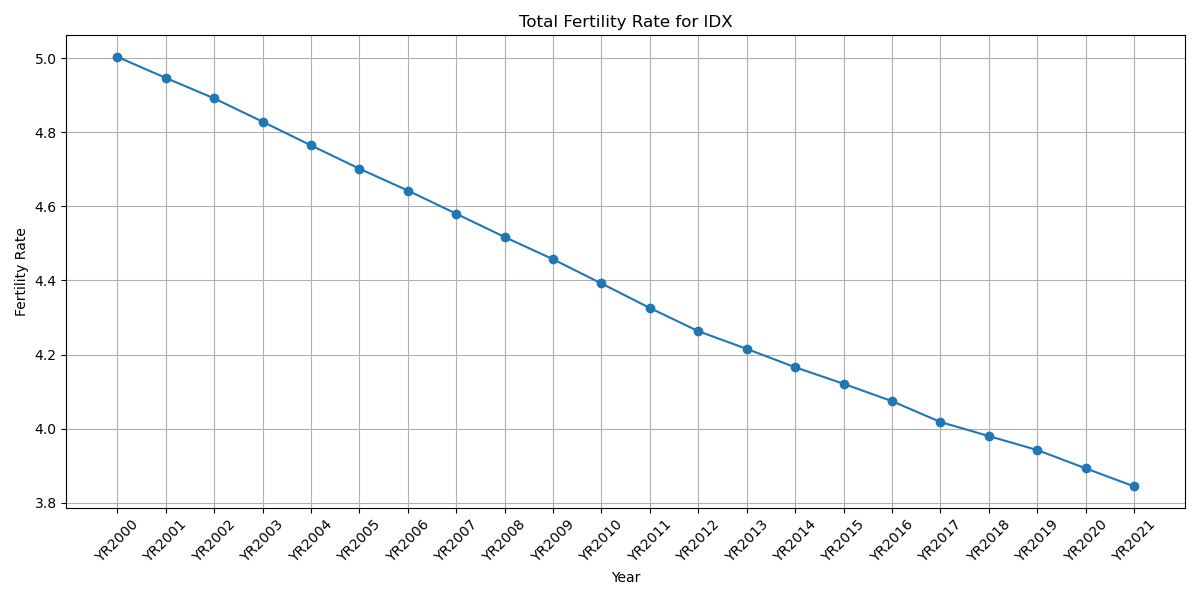 Total Fertility Rate for IDX
Fertility Rate
5.0
4.8
4.6
4.4
4.2
4.0
3.8
YR2000
YR2001
YR2002
YR2003
YR2004
YR2005
YR2006
YR2007
YR2008
YR2009
YR2010
YR2011
YR2012
YR2013
YR2014
YR2015
YR2016
YR2017
YR2018
YR2019
YR2020
YR2021
Year